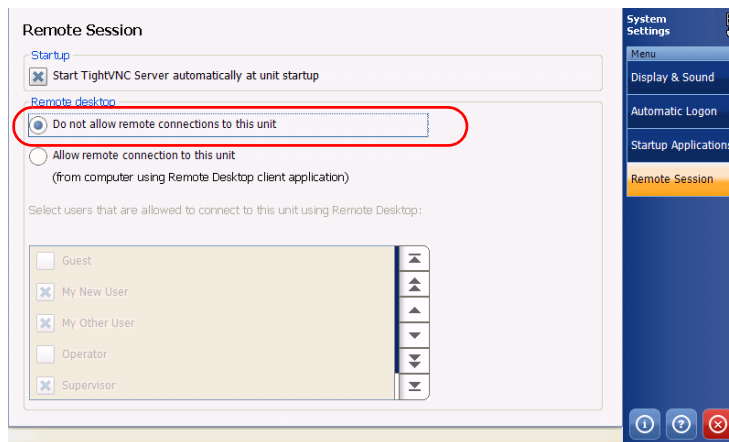 Remote Session
Startup
Start TightVNC Server automatically at unit startup
Remote desktop
Do not allow remote connections to this unit
Allow remote connection to this unit
(from computer using Remote Desktop client application)
Select users that are allowed to connect to this unit using Remote Desktop:
Guest
My New User
My Other User
Operator
Supervisor
System
Settings
Menu
Display & Sound
Automatic Logon
Startup Applications
Remote Session